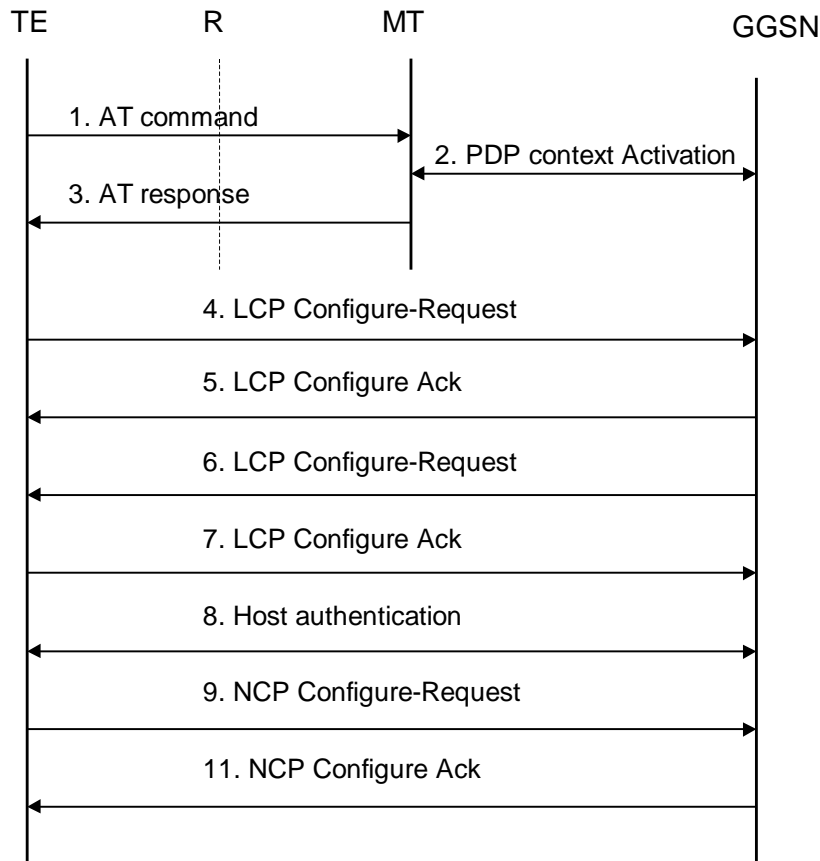 TE R MT GGSN
1. AT command
2. PDP context Activation
3. AT response
4. LCP Configure-Request
5. LCP Configure Ack
6. LCP Configure-Request
7. LCP Configure Ack
8. Host authentication
9. NCP Configure-Request
11. NCP Configure Ack